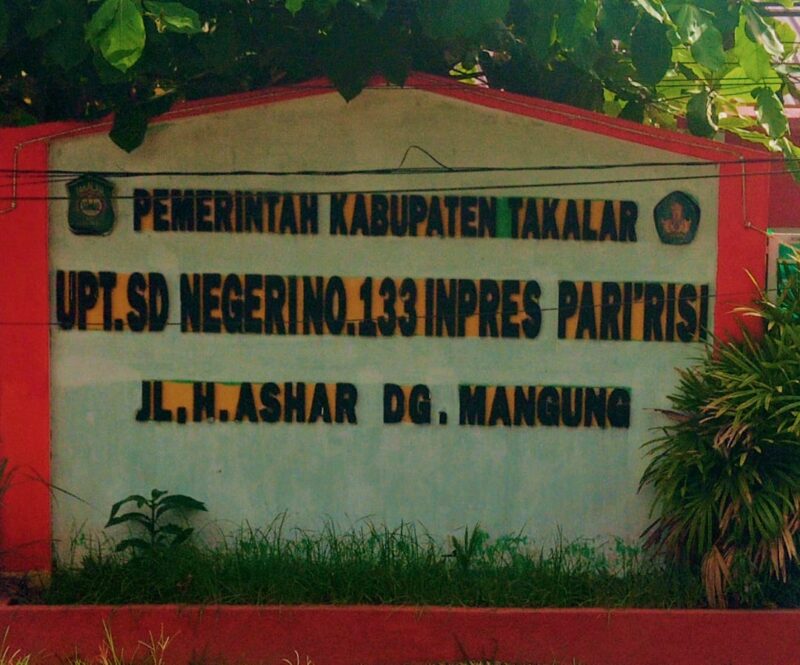 PEMERINTAH KABUPATEN TAKALAR
UPT.SD NEGERI NO.133 INPRES PARI'RISI
JL.H.ASHAR DG. MANGUNG